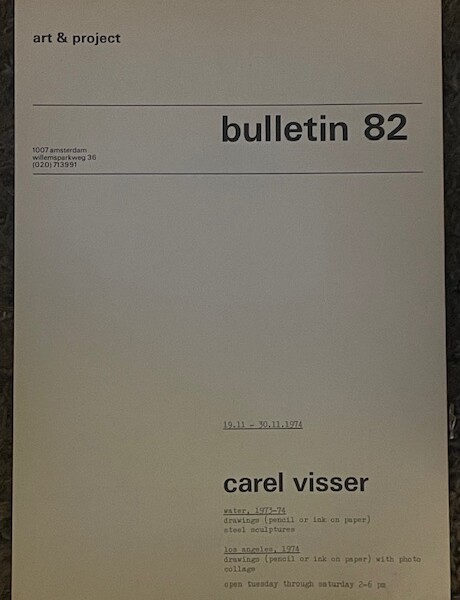 art & project
bulletin 82
1007 amsterdam
willemsparkweg 36
(020) 713991
19.11 - 30.11.1974
carel visser
water, 1973-74
drawings (pencil or ink on paper)
steel sculptures
los angeles, 1974
drawings (pencil or ink on paper) with photo
collage
open tuesday through saturday 2-6 pm